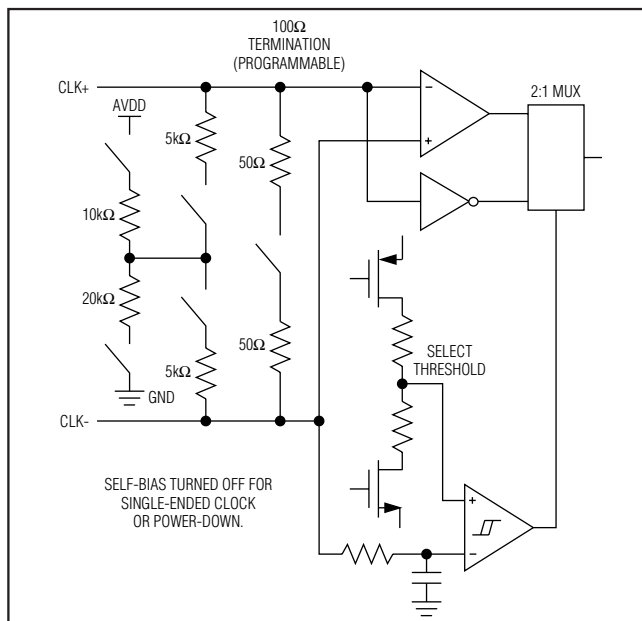 100Ω
TERMINATION
(PROGRAMMABLE)
CLK+
AVDD
2:1 MUX
5kΩ
50Ω
10kΩ
20kΩ
50Ω
5kΩ
GND
SELECT
THRESHOLD
CLK-
SELF-BIAS TURNED OFF FOR
SINGLE-ENDED CLOCK
OR POWER-DOWN.
−
+
+
−